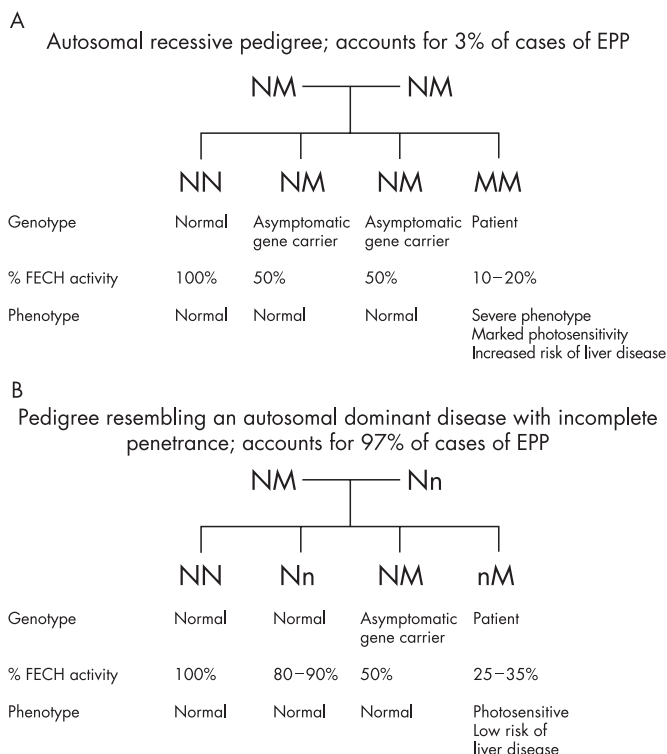 A
Autosomal recessive pedigree; accounts for 3% of cases of EPP
NM NM
NN NM NM MM
Genotype Normal Asymptomatic gene carrier Asymptomatic gene carrier Patient
% FECH activity 100% 50% 50% 10–20%
Phenotype Normal Normal Normal Severe phenotype
Marked photosensitivity
Increased risk of liver disease
B
Pedigree resembling an autosomal dominant disease with incomplete
penetrance; accounts for 97% of cases of EPP
NM Nn
NN Nn NM nM
Genotype Normal Normal Asymptomatic gene carrier Patient
% FECH activity 100% 80–90% 50% 25–35%
Phenotype Normal Normal Normal Photosensitive
Low risk of
liver disease